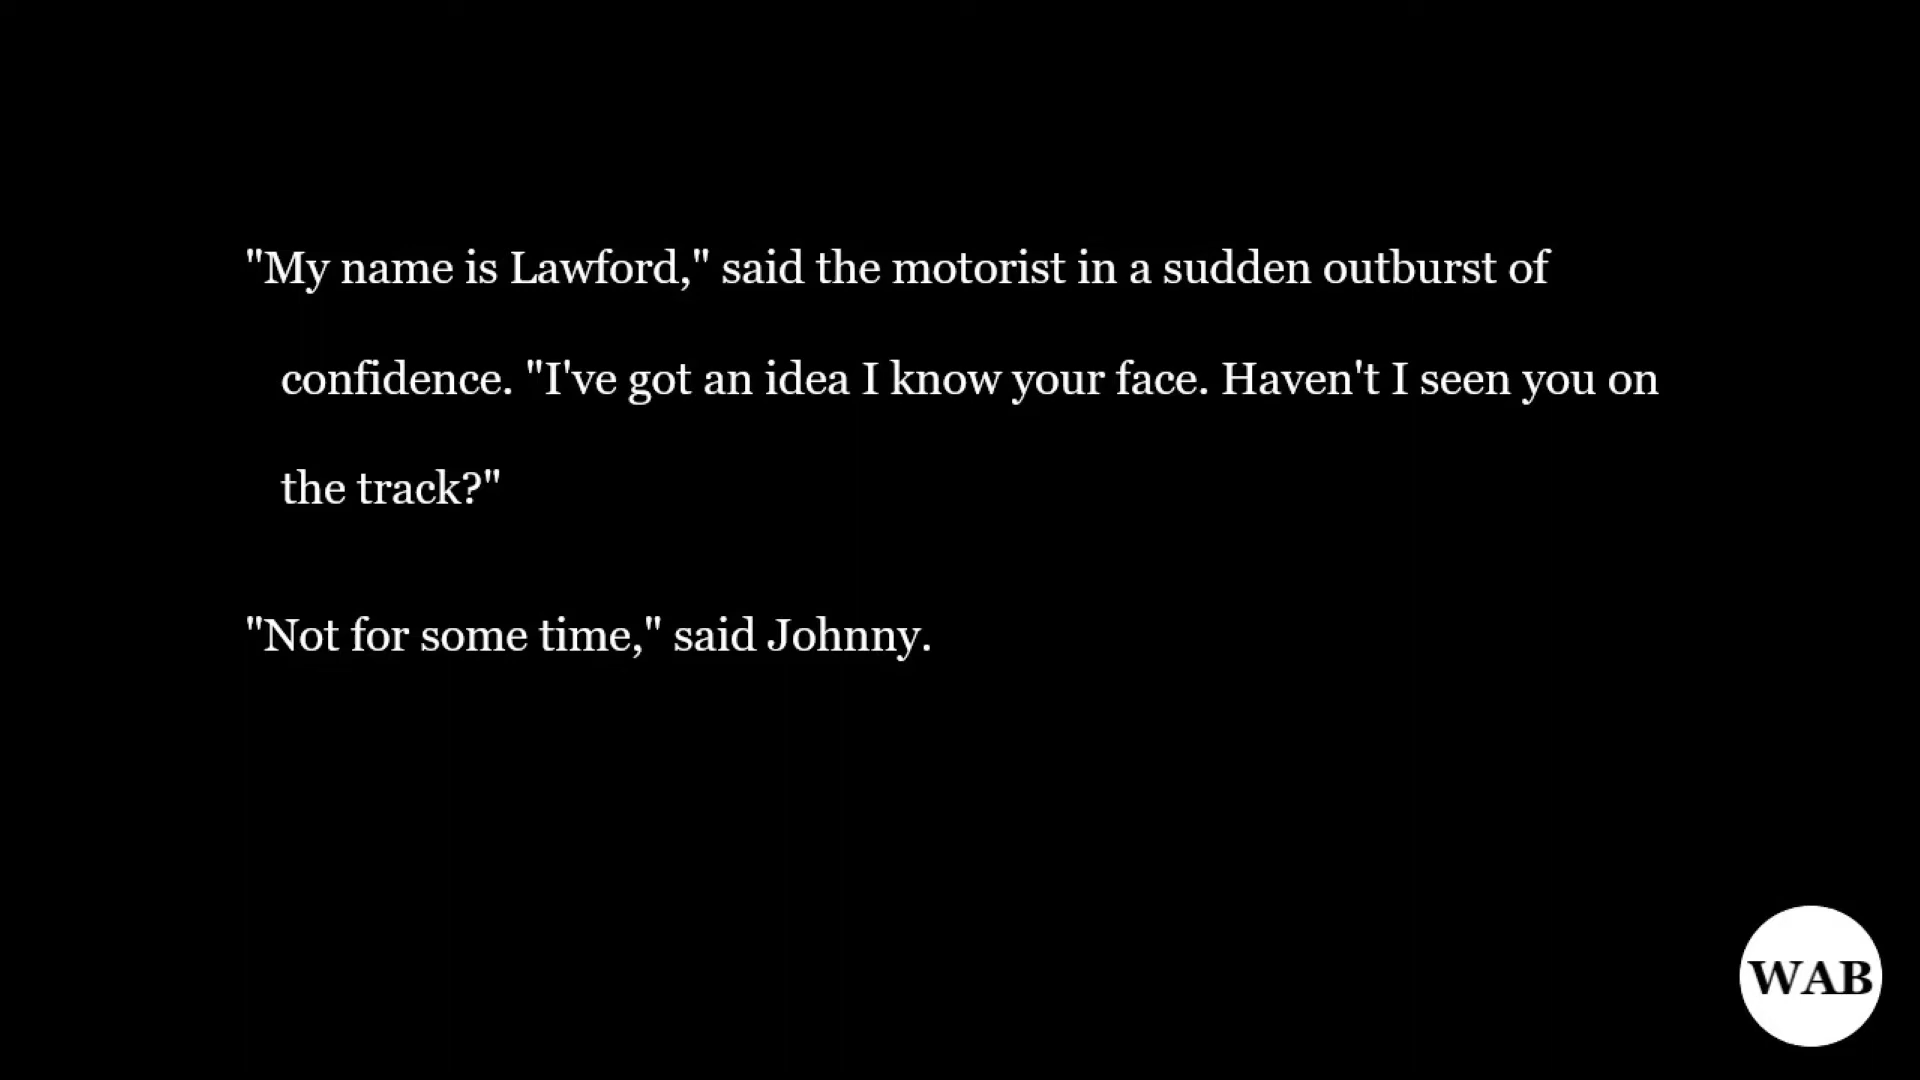 "My name is Lawford," said the motorist in a sudden outburst of
confidence. "I've got an idea I know your face. Haven't I seen you on
the track?"
"Not for some time," said Johnny.
WAB